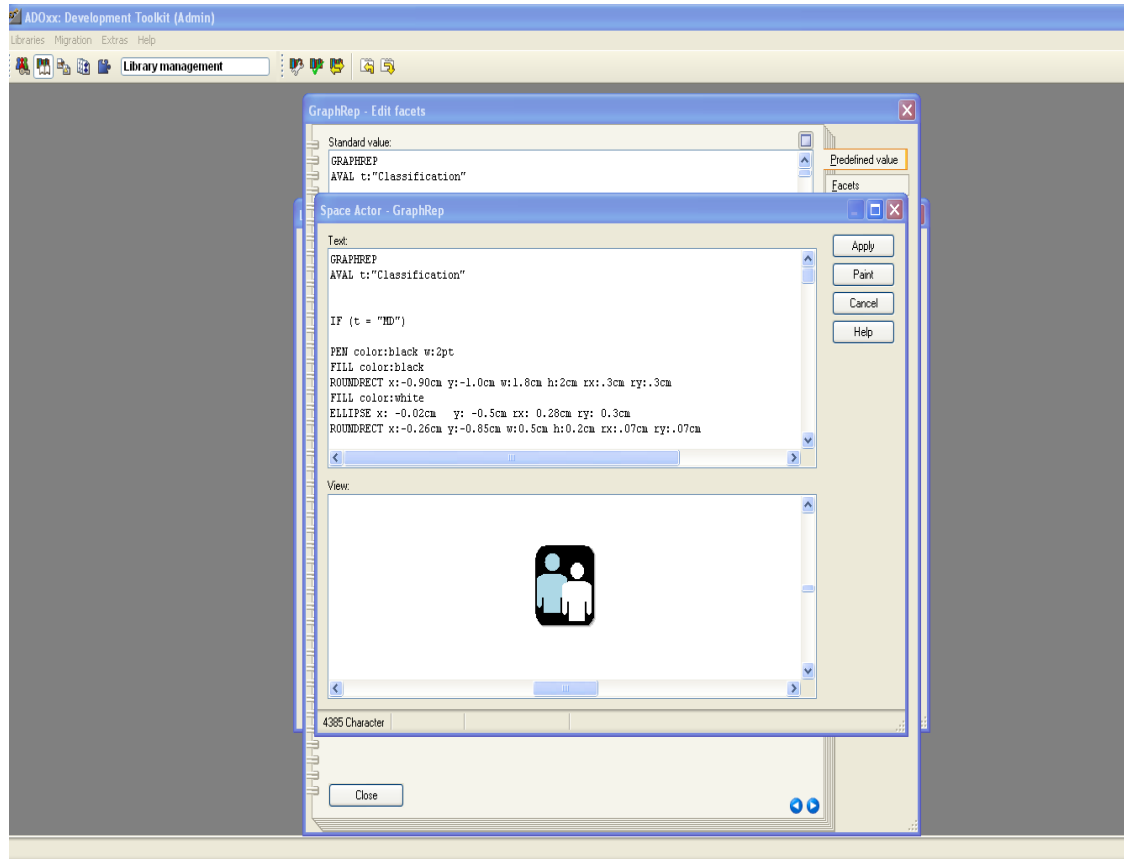 ADOxx: Development Toolkit (Admin)
Libraries Migration Extras Help
Library management
GraphRep - Edit facets
Standard value:
GRAPHREP
AVAL t:"Classification"
Predefined value
Facets
Space Actor - GraphRep
Text:
GRAPHREP
AVAL t:"Classification"
IF (t = "MD")
PEN color:black w:2pt
FILL color:black
ROUNDRECT x:-0.90cm y:-1.0cm w:1.8cm h:2cm rx:.3cm ry:.3cm
FILL color:white
ELLIPSE x: -0.02cm   y: -0.5cm rx: 0.28cm ry: 0.3cm
ROUNDRECT x:-0.26cm y:-0.85cm w:0.5cm h:0.2cm rx:.07cm ry:.07cm
Apply
Paint
Cancel
Help
View:
4385 Character
Close